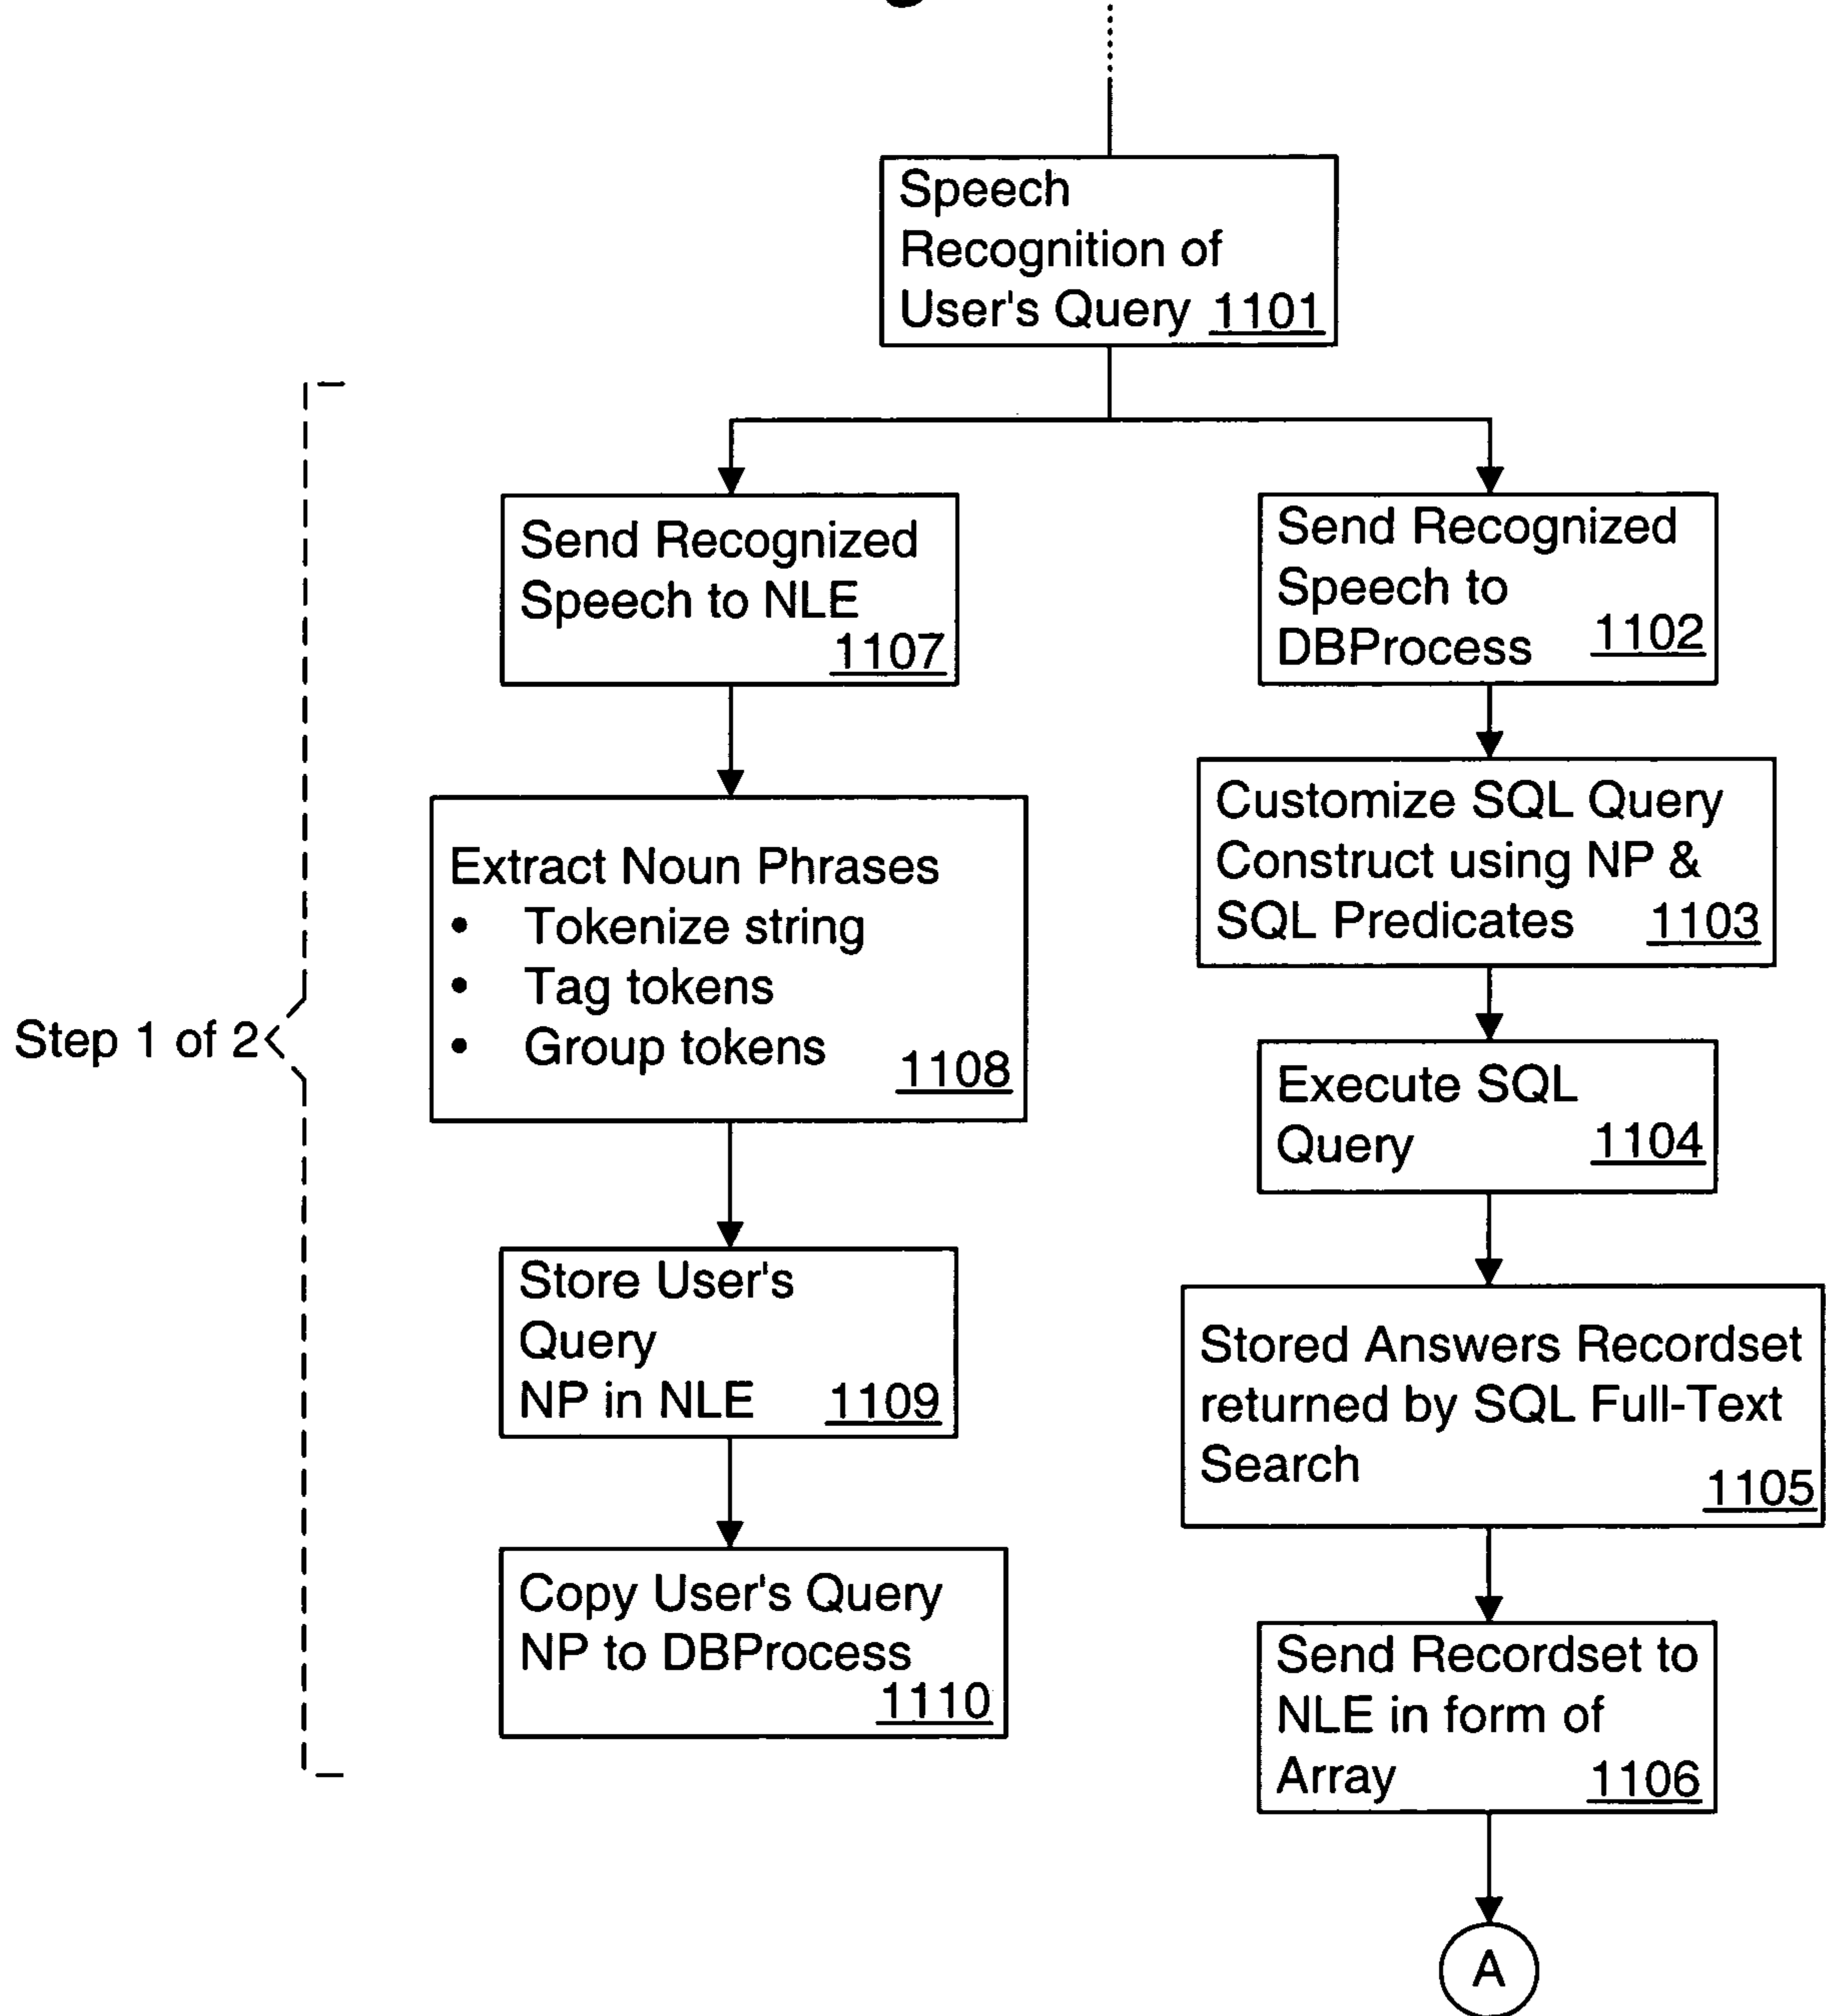 Speech
Recognition of
User's Query 1101
Send Recognized
Speech to NLE
1107
Send Recognized
Speech to
DBProcess 1102
Extract Noun Phrases
• Tokenize string
• Tag tokens
• Group tokens
1108
Customize SQL Query
Construct using NP &
SQL Predicates 1103
Step 1 of 2
Execute SQL
Query 1104
Store User's
Query
NP in NLE 1109
Stored Answers Recordset
returned by SQL Full-Text
Search
1105
Copy User's Query
NP to DBProcess
1110
Send Recordset to
NLE in form of
Array 1106
A